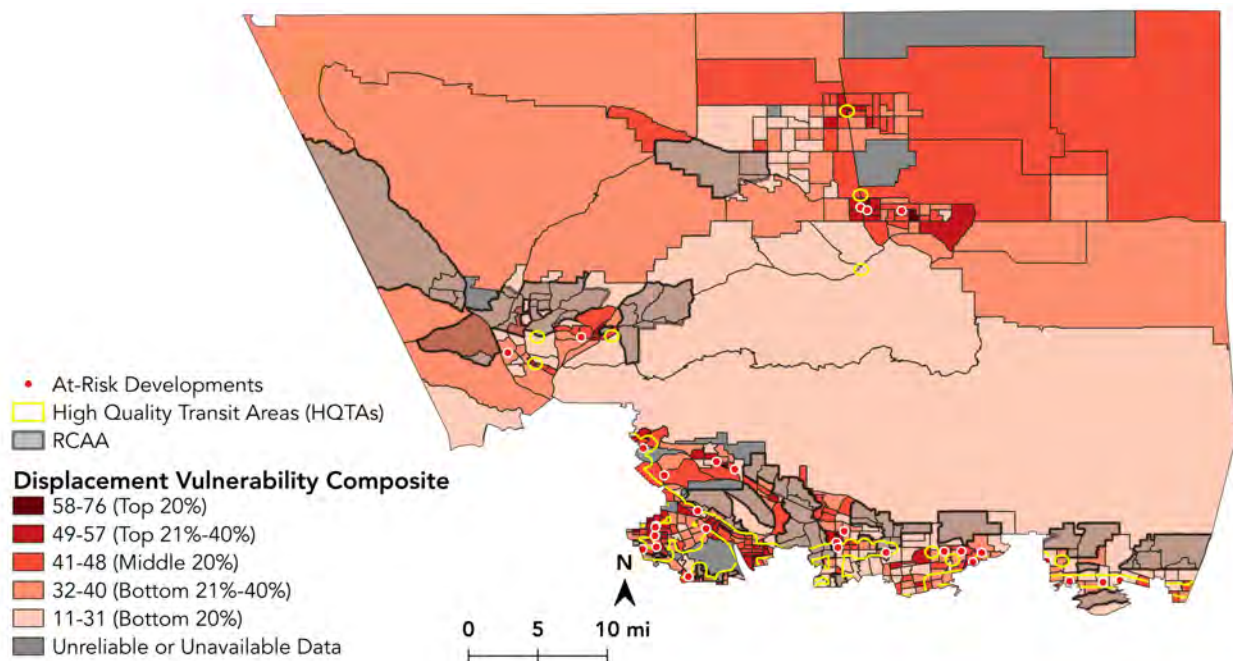 At-Risk Developments
High Quality Transit Areas (HQTAs)
RCAA
Displacement Vulnerability Composite
58-76 (Top 20%)
49-57 (Top 21%-40%)
41-48 (Middle 20%)
32-40 (Bottom 21%-40%)
11-31 (Bottom 20%)
Unreliable or Unavailable Data
N
0 5 10 mi